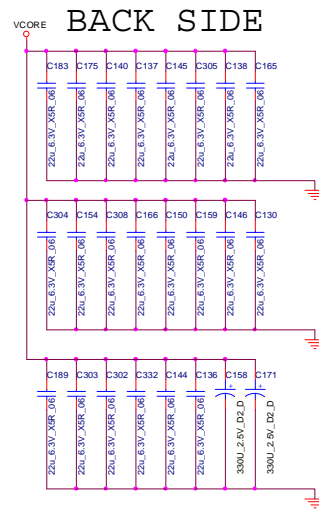 BACK SIDE
VCORE
C183 C175 C140 C137 C145 C305 C138 C165
22u_6.3V_X5R_06 22u_6.3V_X5R_06 22u_6.3V_X5R_06 22u_6.3V_X5R_06 22u_6.3V_X5R_06 22u_6.3V_X5R_06 22u_6.3V_X5R_06 22u_6.3V_X5R_06
C304 C154 C308 C166 C150 C159 C146 C130
22u_6.3V_X5R_06 22u_6.3V_X5R_06 22u_6.3V_X5R_06 22u_6.3V_X5R_06 22u_6.3V_X5R_06 22u_6.3V_X5R_06 22u_6.3V_X5R_06 22u_6.3V_X5R_06
C189 C303 C302 C332 C144 C136 C158 C171
+ +
22u_6.3V_X5R_06 22u_6.3V_X5R_06 22u_6.3V_X5R_06 22u_6.3V_X5R_06 22u_6.3V_X5R_06 22u_6.3V_X5R_06 330U_2.5V_D2_D 330U_2.5V_D2_D